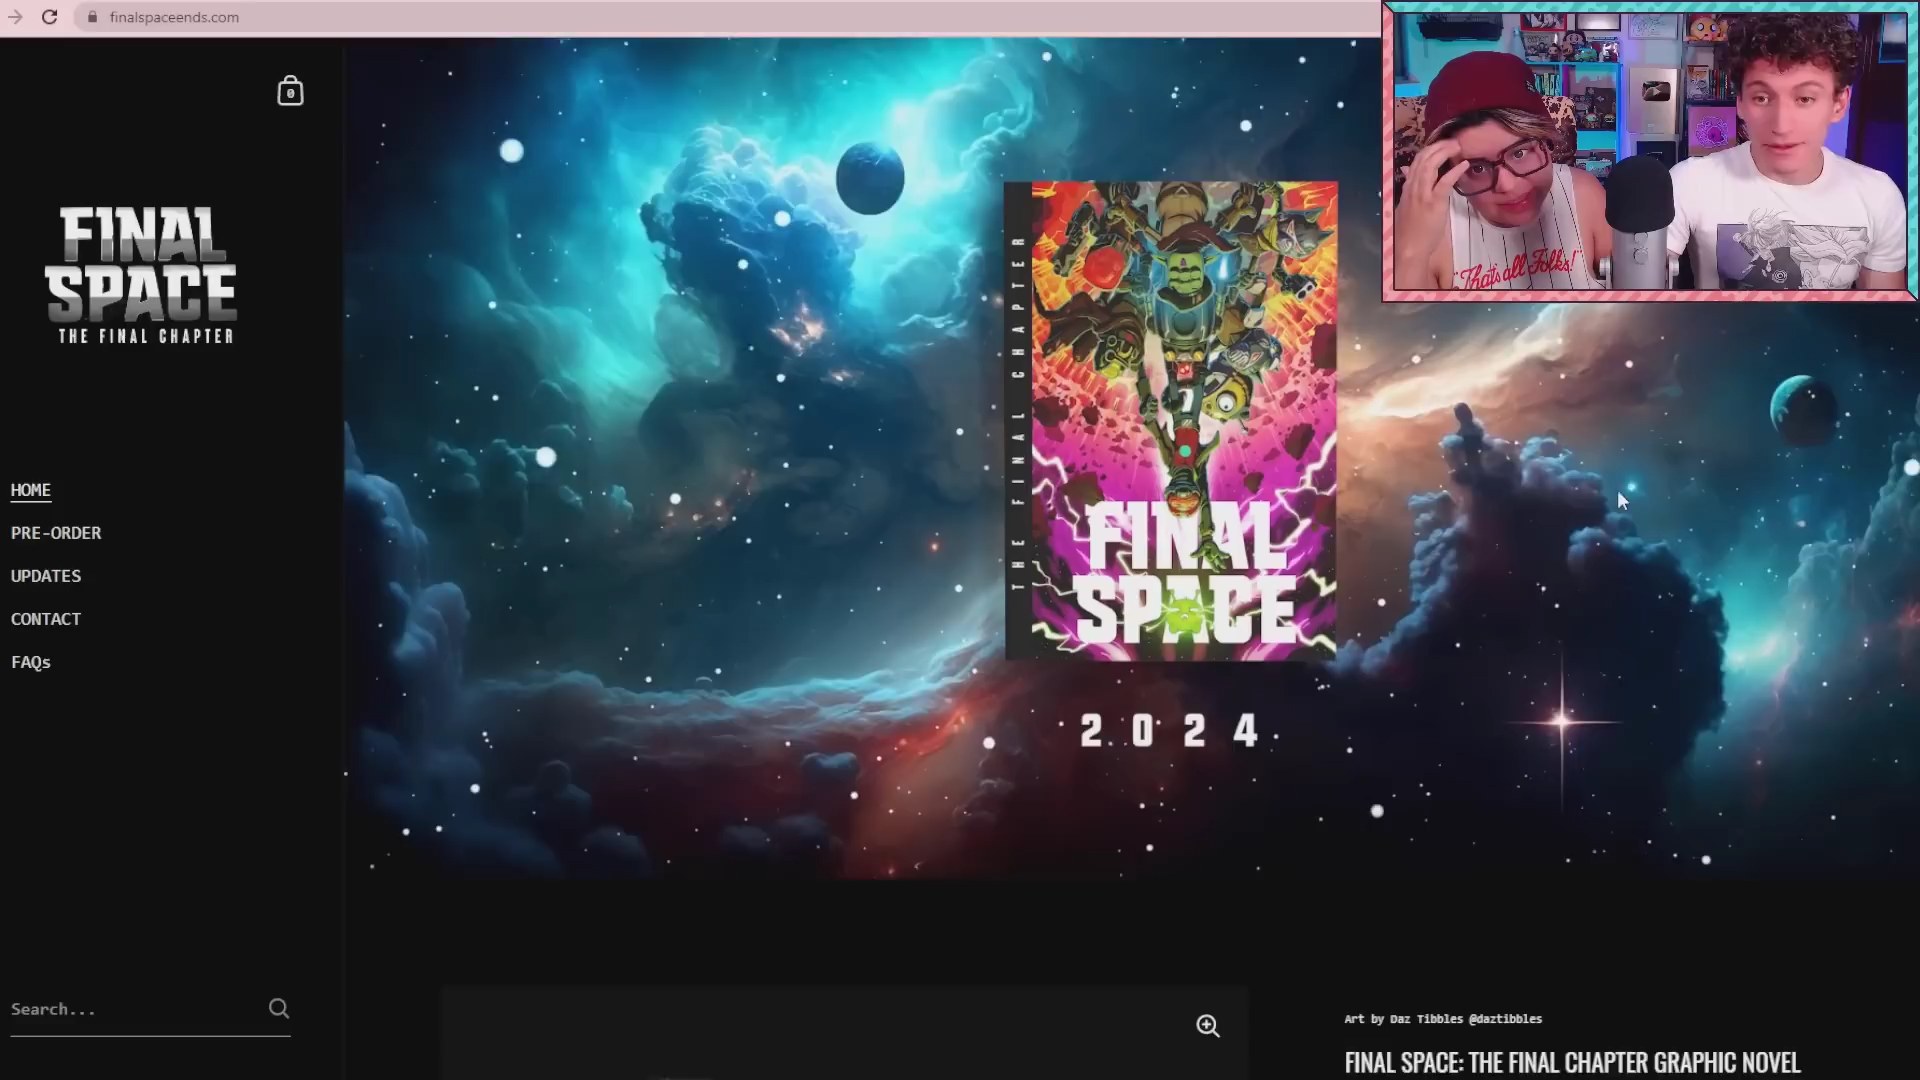 finalspaceends.com
0
FINAL
SPACE
THE FINAL CHAPTER
HOME
PRE-ORDER
UPDATES
CONTACT
FAQs
Search...
THE FINAL CHAPTER
FINAL
SPACE
2024
"That's all Folks!"
Art by Daz Tibbles @daztibbles
FINAL SPACE: THE FINAL CHAPTER GRAPHIC NOVEL